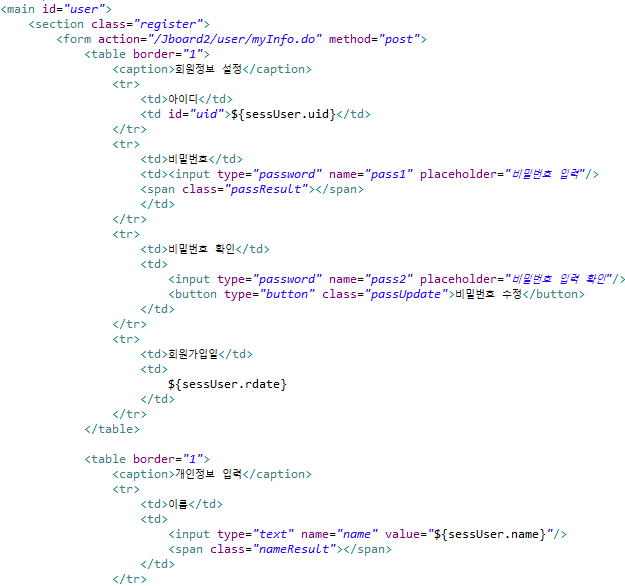 <main id="user">
<section class="register">
<form action="/Jboard2/user/myInfo.do" method="post">
<table border="1">
<caption>회원정보 설정</caption>
<tr>
<td>아이디</td>
<td id="uid">${sessUser.uid}</td>
</tr>
<tr>
<td>비밀번호</td>
<td><input type="password" name="pass1" placeholder="비밀번호 입력"/>
<span class="passResult"></span>
</td>
</tr>
<tr>
<td>비밀번호 확인</td>
<td>
<input type="password" name="pass2" placeholder="비밀번호 입력 확인"/>
<button type="button" class="passUpdate">비밀번호 수정</button>
</td>
</tr>
<tr>
<td>회원가입일</td>
<td>
${sessUser.rdate}
</td>
</tr>
</table>
<table border="1">
<caption>개인정보 입력</caption>
<tr>
<td>이름</td>
<td>
<input type="text" name="name" value="${sessUser.name}"/>
<span class="nameResult"></span>
</td>
</tr>